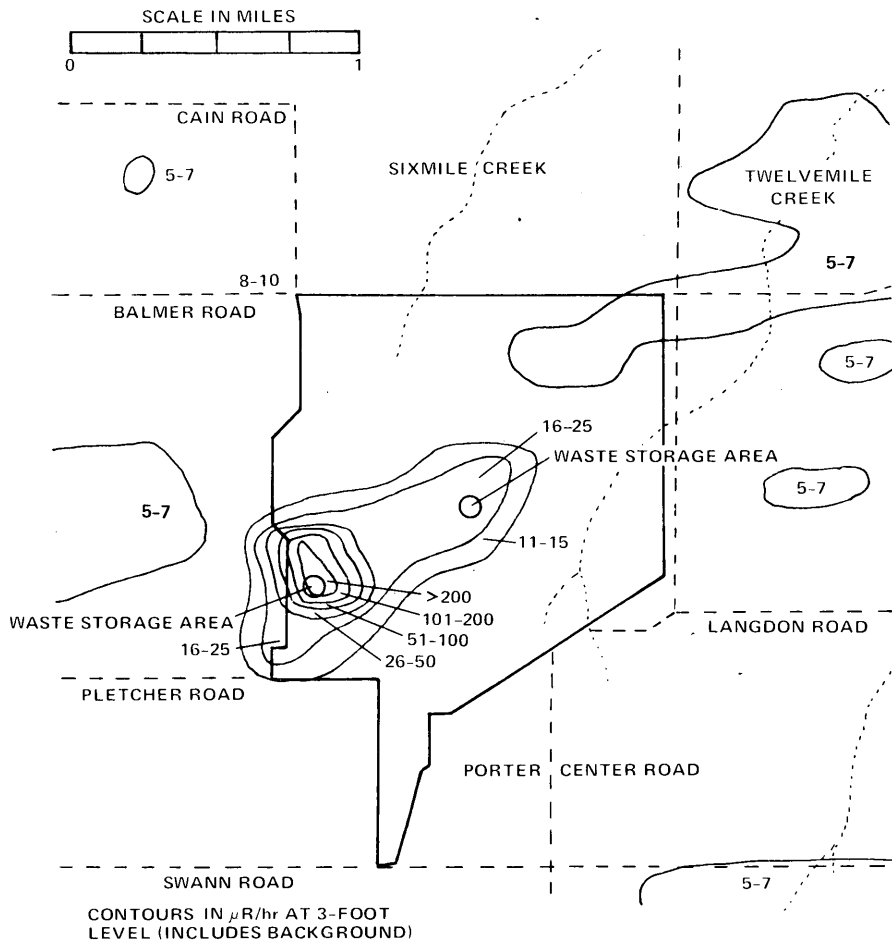 SCALE IN MILES
0 1
CAIN ROAD
5-7
SIXMILE CREEK
TWELVEMILE
CREEK
5-7
8-10
BALMER ROAD
5-7
16-25
WASTE STORAGE AREA
5-7
5-7
11-15
>200
101-200
WASTE STORAGE AREA
51-100
LANGDON ROAD
16-25
26-50
PLETCHER ROAD
PORTER CENTER ROAD
SWANN ROAD
5-7
CONTOURS IN μR/hr AT 3-FOOT
LEVEL (INCLUDES BACKGROUND)